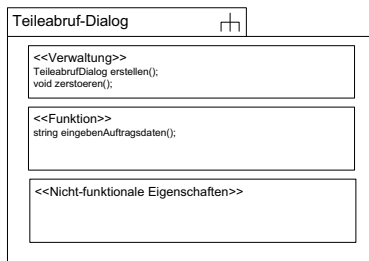 Teileabruf-Dialog
<<Verwaltung>>
TeileabrufDialog erstellen();
void zerstoeren();
<<Funktion>>
string eingebenAuftragsdaten();
<<Nicht-funktionale Eigenschaften>>